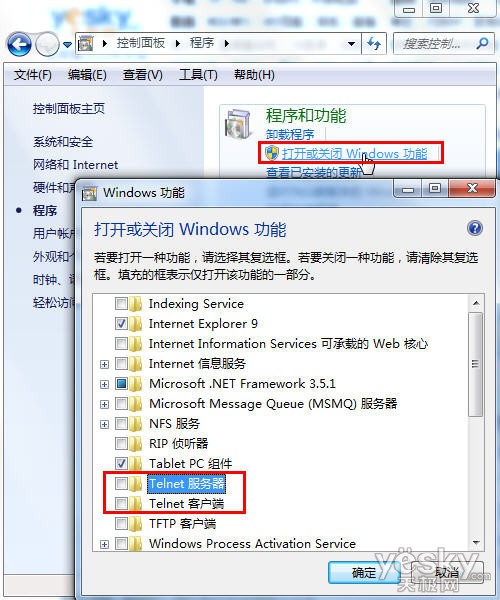 yesky
控制面板 ▸ 程序 ▸
搜索控制...
文件(F) 编辑(E) 查看(V) 工具(T) 帮助(H)
控制面板主页
系统和安全
网络和 Internet
硬件和声
程序
用户帐户
外观和个
时钟、语
轻松访问
程序和功能
卸载程序
打开或关闭 Windows 功能
查看已安装的更新
Windows 功能
打开或关闭 Windows 功能
若要打开一种功能，请选择其复选框。若要关闭一种功能，请清除其复选
框。填充的框表示仅打开该功能的一部分。
Indexing Service
Internet Explorer 9
Internet Information Services 可承载的 Web 核心
Internet 信息服务
Microsoft .NET Framework 3.5.1
Microsoft Message Queue (MSMQ) 服务器
NFS 服务
RIP 侦听器
Tablet PC 组件
Telnet 服务器
Telnet 客户端
TFTP 客户端
Windows Process Activation Service
确定
取消
yesky
天极网